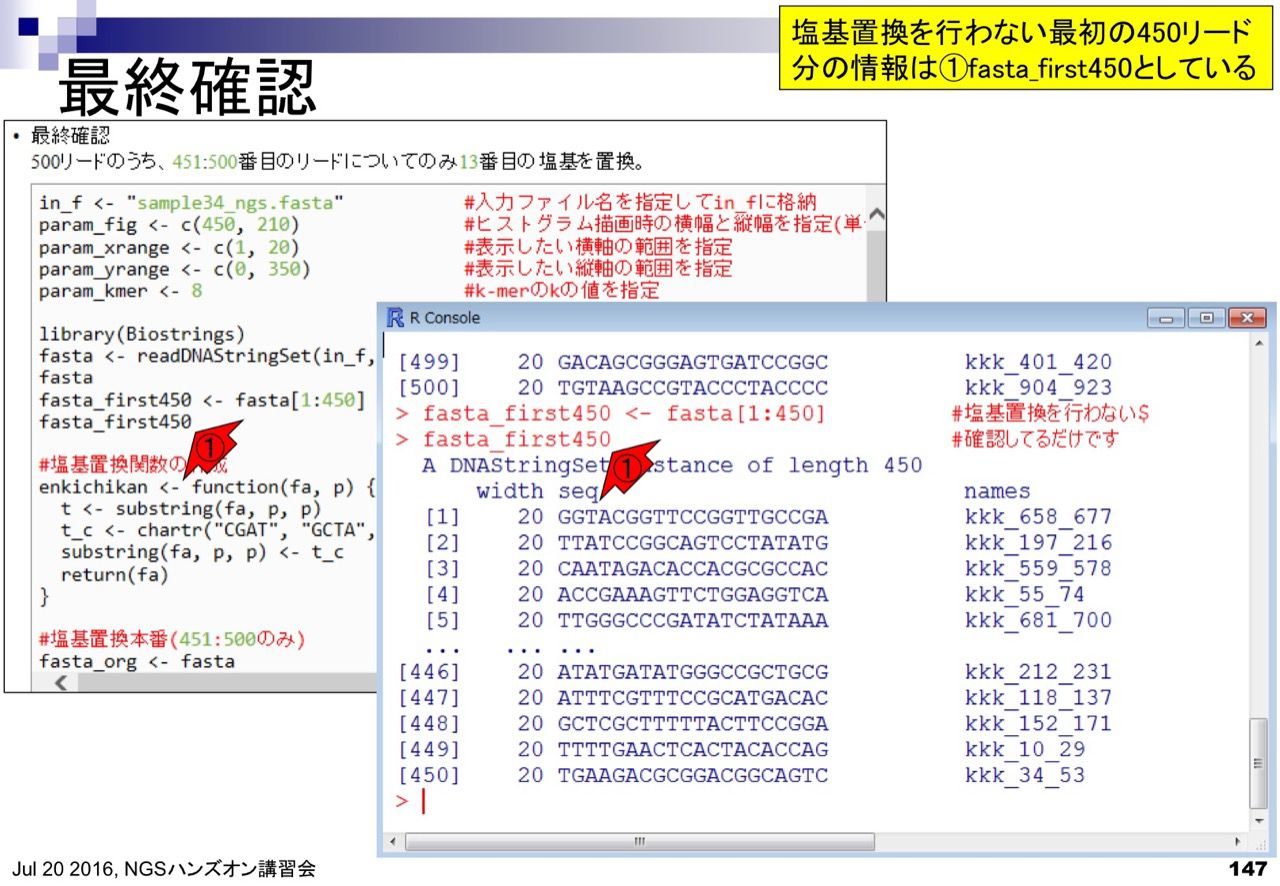 塩基置換を行わない最初の450リード
分の情報は①fasta_first450としている
最終確認
• 最終確認
500リードのうち、451:500番目のリードについてのみ13番目の塩基を置換。
in_f <- "sample34_ngs.fasta" #入力ファイル名を指定してin_fに格納
param_fig <- c(450, 210) #ヒストグラム描画時の横幅と縦幅を指定(単
param_xrange <- c(1, 20) #表示したい横軸の範囲を指定
param_yrange <- c(0, 350) #表示したい縦軸の範囲を指定
param_kmer <- 8 #k-merのkの値を指定
library(Biostrings)
fasta <- readDNAStringSet(in_f,
fasta
fasta_first450 <- fasta[1:450]
fasta_first450
①
#塩基置換関数の
enkichikan <- function(fa, p) {
t <- substring(fa, p, p)
t_c <- chartr("CGAT", "GCTA",
substring(fa, p, p) <- t_c
return(fa)
}
#塩基置換本番(451:500のみ)
fasta_org <- fasta
R Console
[499] 20 GACAGCGGGAGTGATCCGGC kkk_401_420
[500] 20 TGTAAGCCGTACCCTACCCC kkk_904_923
> fasta_first450 <- fasta[1:450] #塩基置換を行わない$
> fasta_first450 #確認してるだけです
A DNAStringSet instance of length 450
①
width seq names
[1] 20 GGTACGGTTCCGGTTGCCGA kkk_658_677
[2] 20 TTATCCGGCAGTCCTATATG kkk_197_216
[3] 20 CAATAGACACCACGCGCCAC kkk_559_578
[4] 20 ACCGAAAGTTCTGGAGGTCA kkk_55_74
[5] 20 TTGGGCCCGATATCTATAAA kkk_681_700
... ... ...
[446] 20 ATATGATATGGGCCGCTGCG kkk_212_231
[447] 20 ATTTCGTTTCCGCATGACAC kkk_118_137
[448] 20 GCTCGCTTTTTACTTCCGGA kkk_152_171
[449] 20 TTTTGAACTCACTACACCAG kkk_10_29
[450] 20 TGAAGACGCGGACGGCAGTC kkk_34_53
>
Jul 20 2016, NGSハンズオン講習会
147